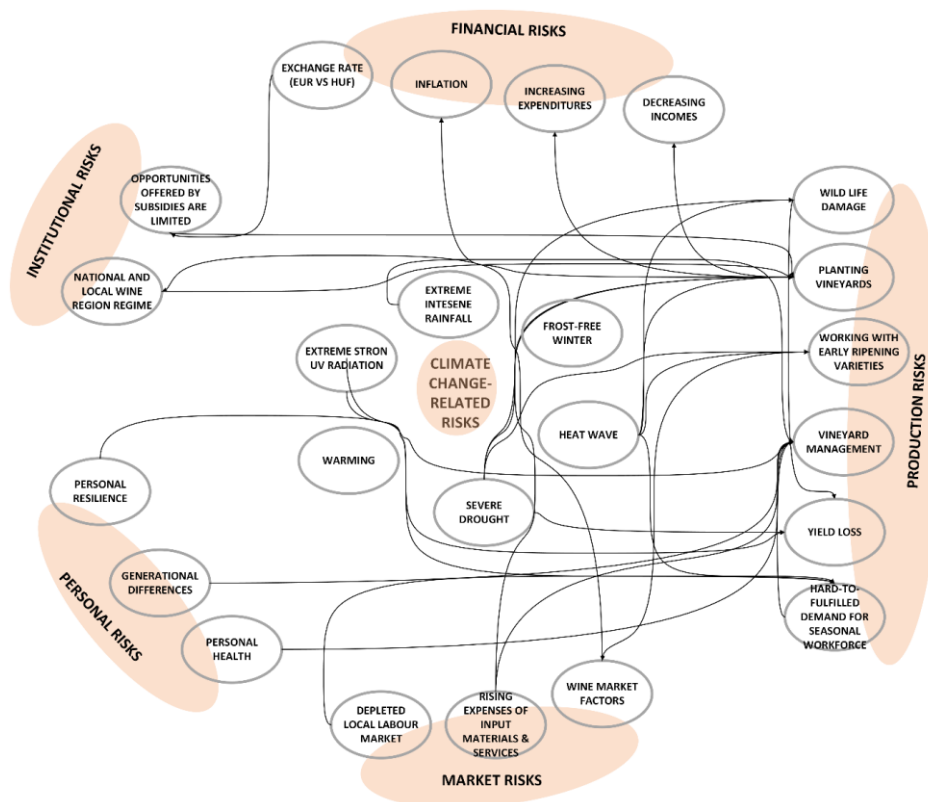 FINANCIAL RISKS
EXCHANGE RATE
(EUR VS HUF)
INFLATION
INCREASING
EXPENDITURES
DECREASING
INCOMES
INSTITUTIONAL RISKS
OPPORTUNITIES
OFFERED BY
SUBSIDIES ARE
LIMITED
NATIONAL AND
LOCAL WINE
REGION REGIME
WILD LIFE
DAMAGE
PLANTING
VINEYARDS
WORKING WITH
EARLY RIPENING
VARIETIES
VINEYARD
MANAGEMENT
YIELD LOSS
HARD-TO-
FULFILLED
DEMAND FOR
SEASONAL
WORKFORCE
PRODUCTION RISKS
EXTREME
INTESENE
RAINFALL
FROST-FREE
WINTER
EXTREME STRON
UV RADIATION
CLIMATE
CHANGE-
RELATED
RISKS
HEAT WAVE
WARMING
SEVERE
DROUGHT
PERSONAL
RESILIENCE
GENERATIONAL
DIFFERENCES
PERSONAL
HEALTH
PERSONAL RISKS
DEPLETED
LOCAL LABOUR
MARKET
RISING
EXPENSES OF
INPUT
MATERIALS &
SERVICES
WINE MARKET
FACTORS
MARKET RISKS